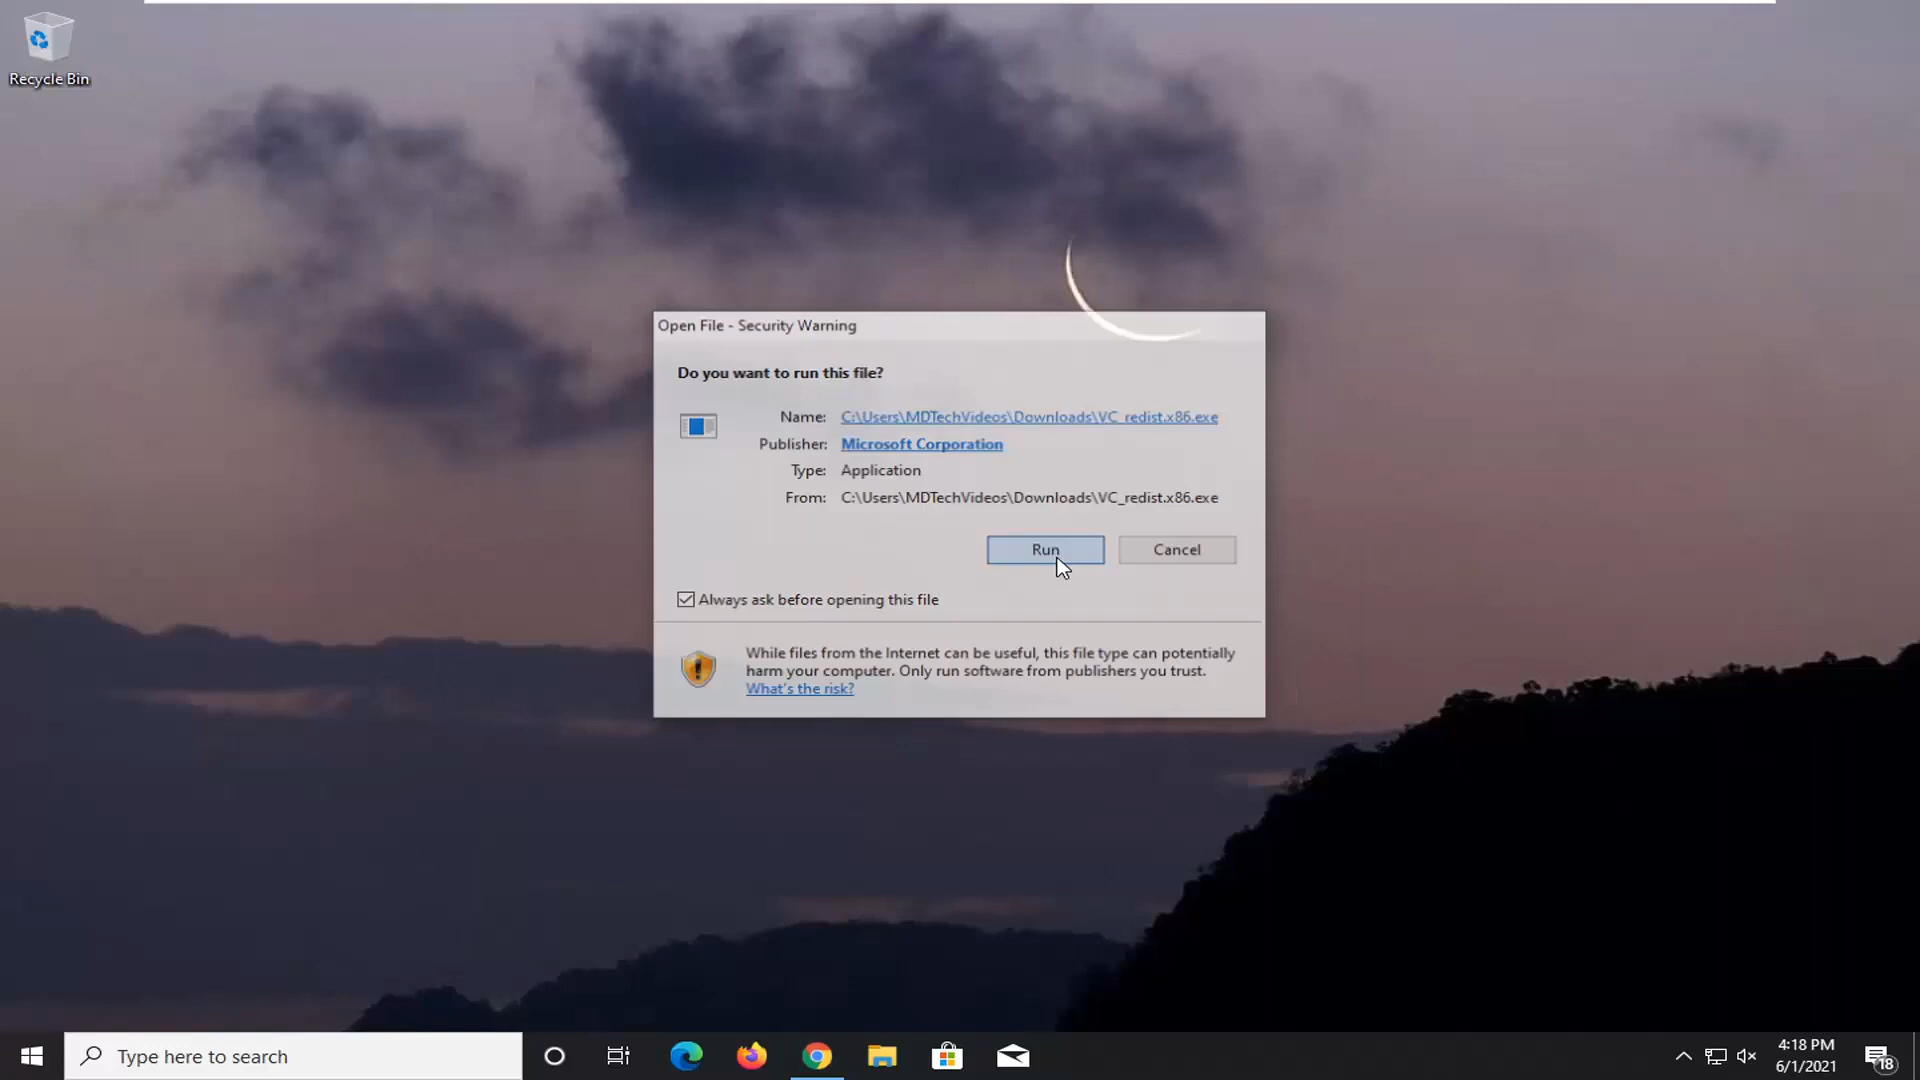 Recycle Bin
Open File - Security Warning
Do you want to run this file?
Name: C:\Users\MDTechVideos\Downloads\VC_redist.x86.exe
Publisher: Microsoft Corporation
Type: Application
From: C:\Users\MDTechVideos\Downloads\VC_redist.x86.exe
Run Cancel
Always ask before opening this file
While files from the Internet can be useful, this file type can potentially
harm your computer. Only run software from publishers you trust.
What's the risk?
Type here to search
4:18 PM
6/1/2021
18